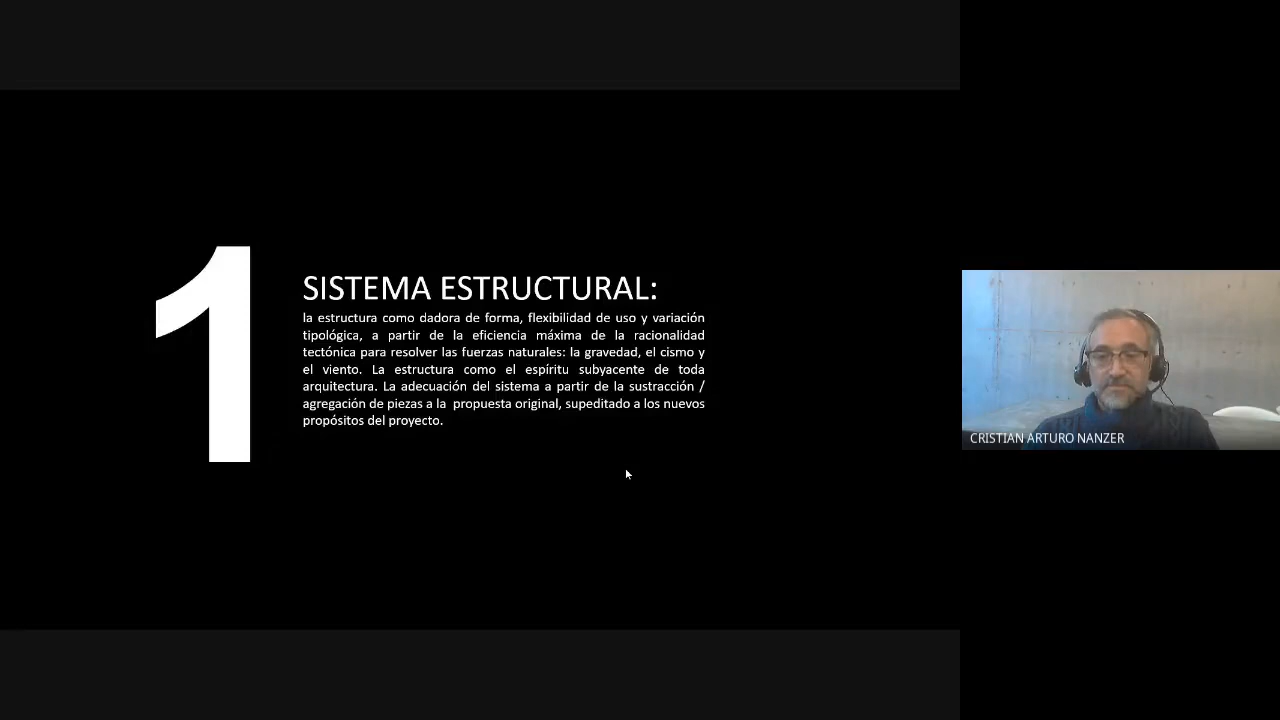 1
SISTEMA ESTRUCTURAL:
la estructura como dadora de forma, flexibilidad de uso y variación
tipológica, a partir de la eficiencia máxima de la racionalidad
tectónica para resolver las fuerzas naturales: la gravedad, el cismo y
el viento. La estructura como el espíritu subyacente de toda
arquitectura. La adecuación del sistema a partir de la sustracción /
agregación de piezas a la propuesta original, supeditado a los nuevos
propósitos del proyecto.
CRISTIAN ARTURO NANZER